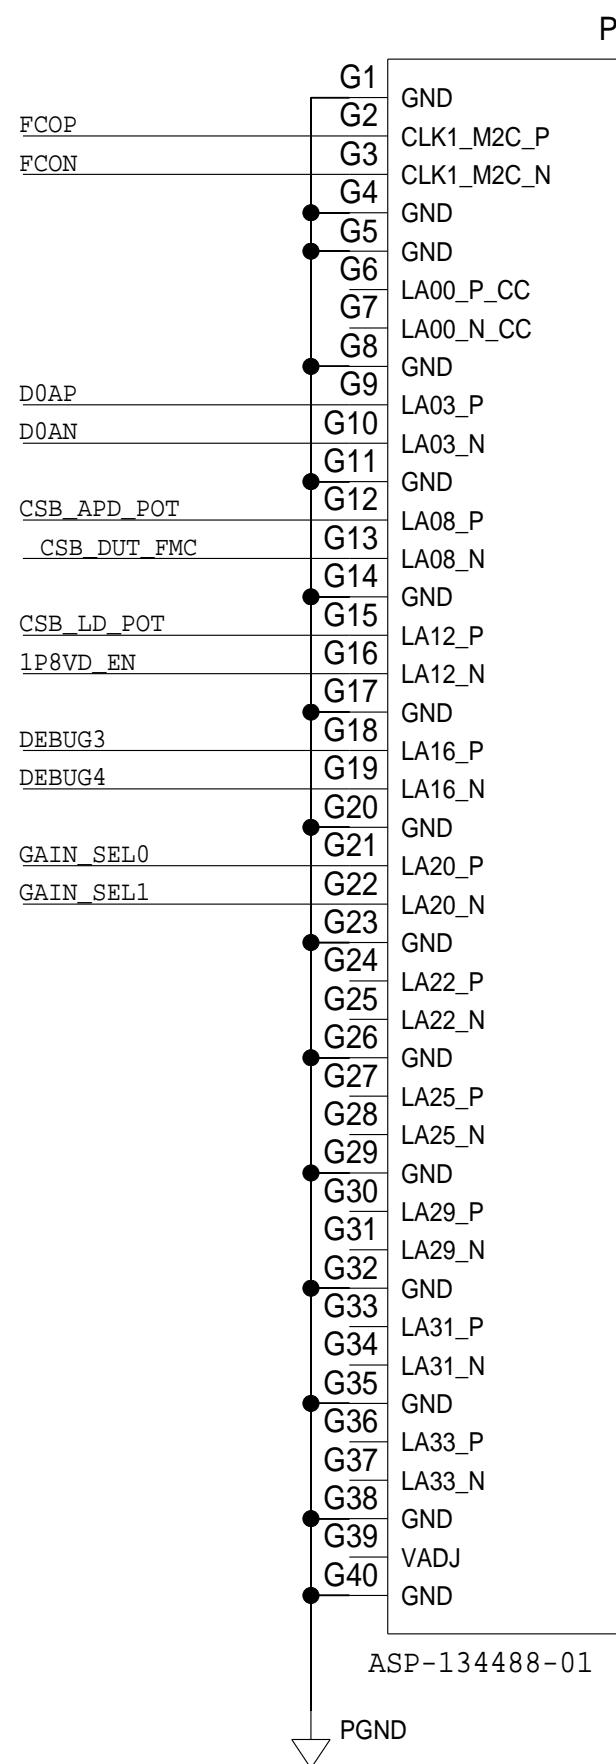 P
G1 GND
FCOP G2 CLK1_M2C_P
FCON G3 CLK1_M2C_N
G4 GND
G5 GND
G6 LA00_P_CC
G7 LA00_N_CC
G8 GND
D0AP G9 LA03_P
D0AN G10 LA03_N
G11 GND
CSB_APD_POT G12 LA08_P
CSB_DUT_FMC G13 LA08_N
G14 GND
CSB_LD_POT G15 LA12_P
1P8VD_EN G16 LA12_N
G17 GND
DEBUG3 G18 LA16_P
DEBUG4 G19 LA16_N
G20 GND
GAIN_SEL0 G21 LA20_P
GAIN_SEL1 G22 LA20_N
G23 GND
G24 LA22_P
G25 LA22_N
G26 GND
G27 LA25_P
G28 LA25_N
G29 GND
G30 LA29_P
G31 LA29_N
G32 GND
G33 LA31_P
G34 LA31_N
G35 GND
G36 LA33_P
G37 LA33_N
G38 GND
G39 VADJ
G40 GND
ASP-134488-01
PGND